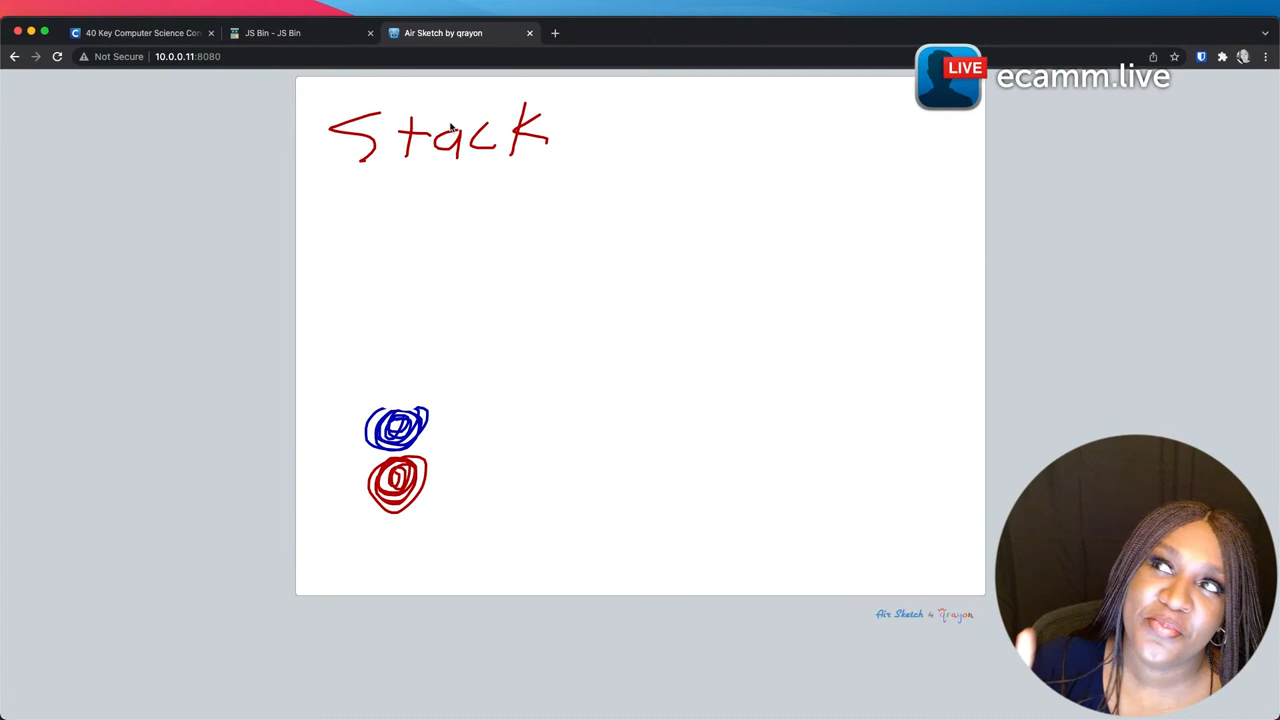 40 Key Computer Science Con
JS Bin - JS Bin
Air Sketch by qrayon
Not Secure
10.0.0.11:8080
LIVE
ecamm.live
Stack
Air Sketch by qrayon